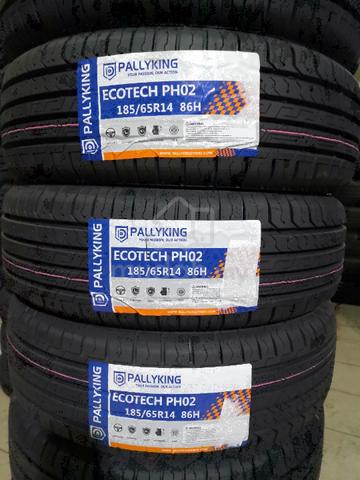 PALLYKING
YOUR PASSION, OUR ACTION
ECOTECH PH02
185/65R14 86H
PALLYKING
PALLYKING
YOUR PASSION, OUR ACTION
ECOTECH PH02
185/65R14 86H
PALLYKING
PALLYKING
YOUR PASSION, OUR ACTION
ECOTECH PH02
185/65R14 86H
PALLYKING